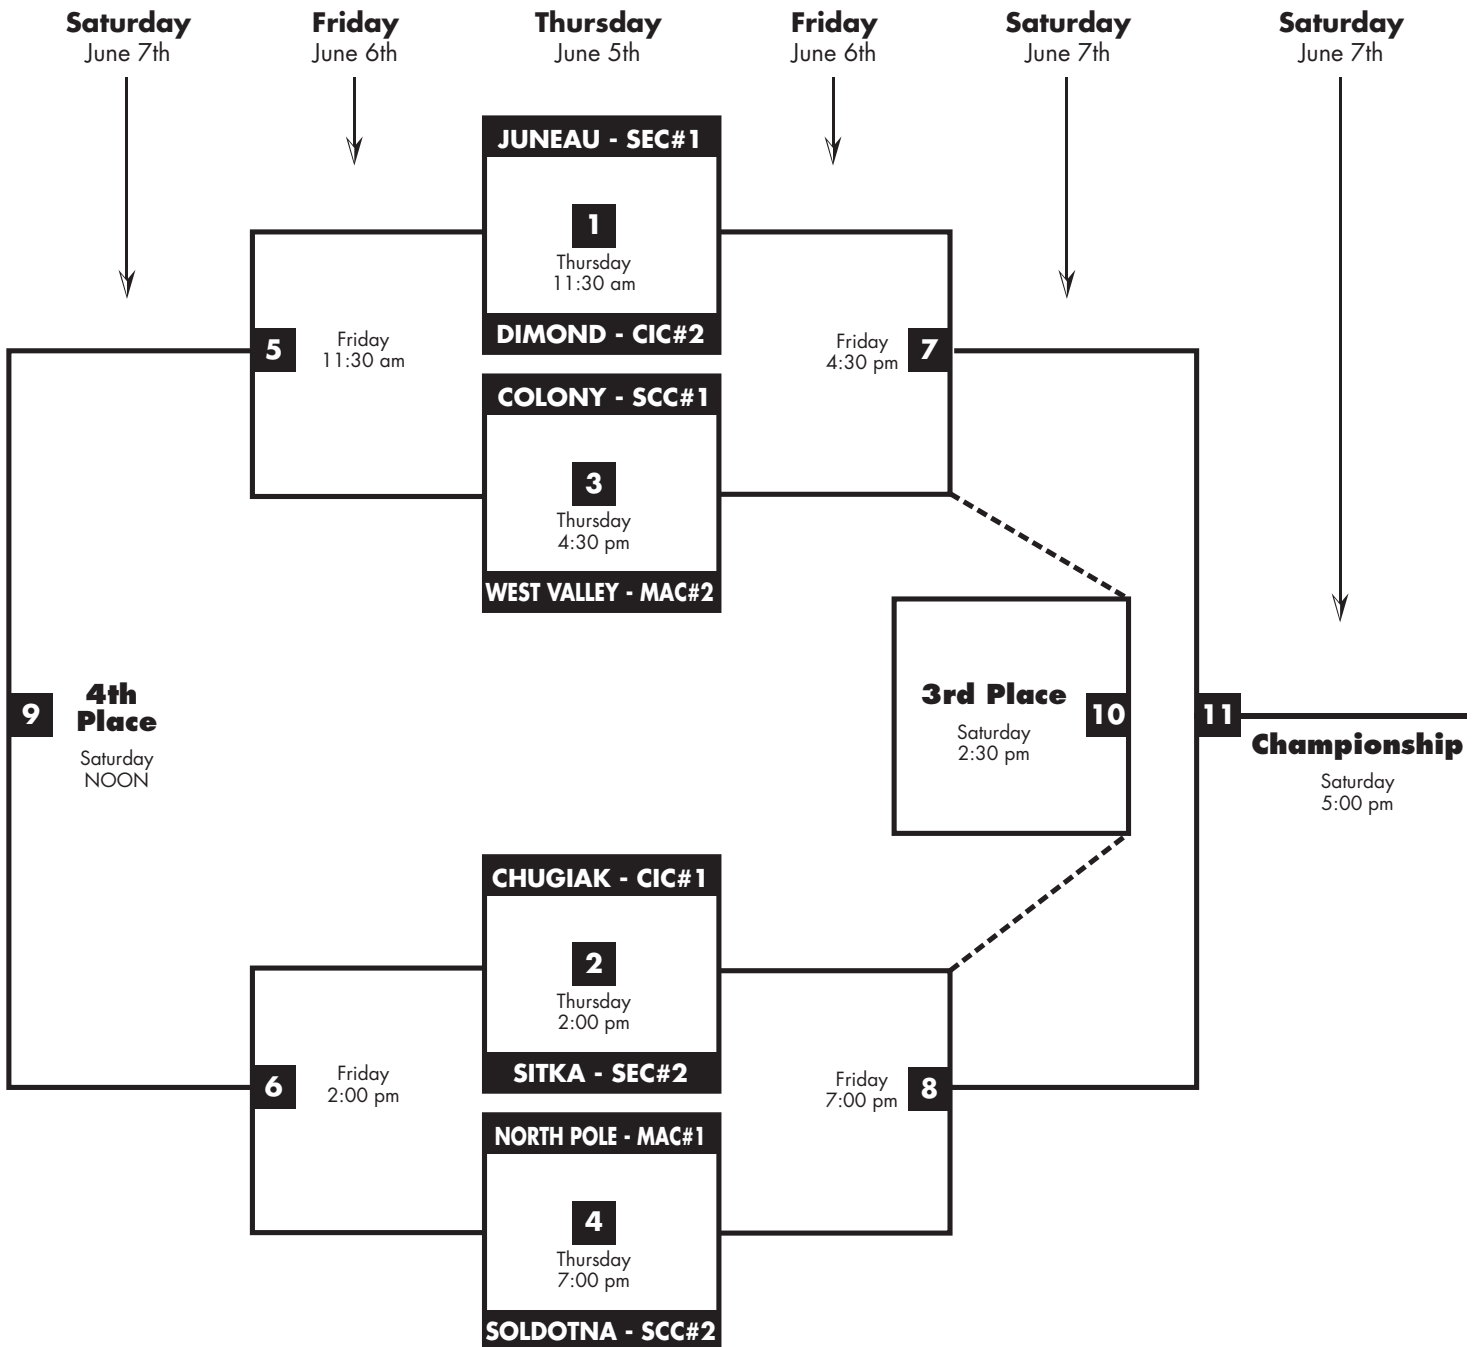 Saturday
June 7th
Friday
June 6th
Thursday
June 5th
Friday
June 6th
Saturday
June 7th
Saturday
June 7th
JUNEAU - SEC#1
1
Thursday
11:30 am
DIMOND - CIC#2
5
Friday
11:30 am
Friday
4:30 pm
7
COLONY - SCC#1
3
Thursday
4:30 pm
WEST VALLEY - MAC#2
9
4th
Place
Saturday
NOON
3rd Place
Saturday
2:30 pm
10
11
Championship
Saturday
5:00 pm
CHUGIAK - CIC#1
2
Thursday
2:00 pm
SITKA - SEC#2
6
Friday
2:00 pm
Friday
7:00 pm
8
NORTH POLE - MAC#1
4
Thursday
7:00 pm
SOLDOTNA - SCC#2